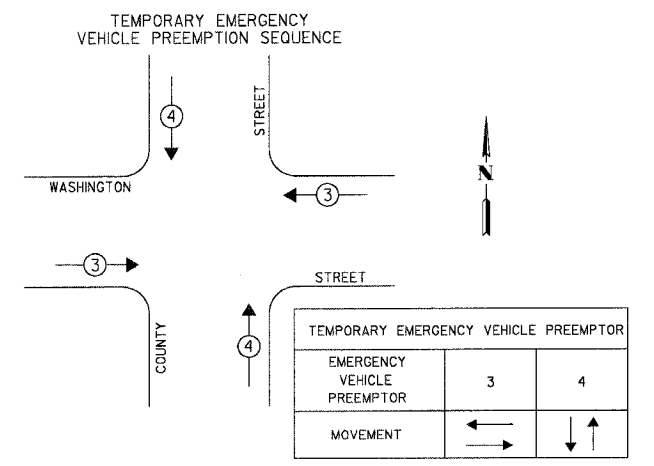 TEMPORARY EMERGENCY
VEHICLE PREEMPTION SEQUENCE
4
STREET
N
WASHINGTON
3
3
STREET
4
COUNTY
TEMPORARY EMERGENCY VEHICLE PREEMPTOR
EMERGENCY
VEHICLE
PREEMPTOR
3
4
MOVEMENT